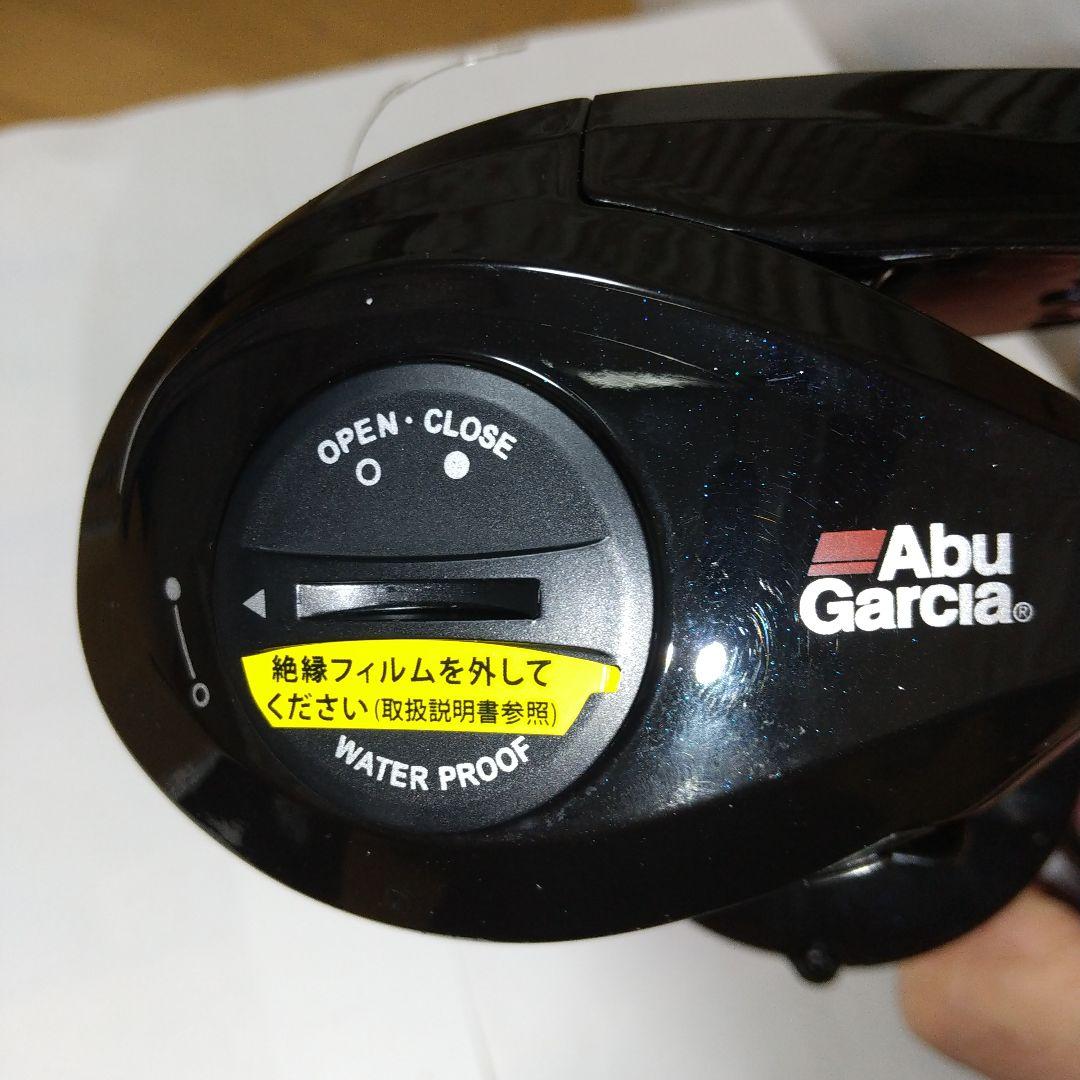 OPEN・CLOSE
絶縁フィルムを外して
ください(取扱説明書参照)
WATER PROOF
Abu
Garcia®